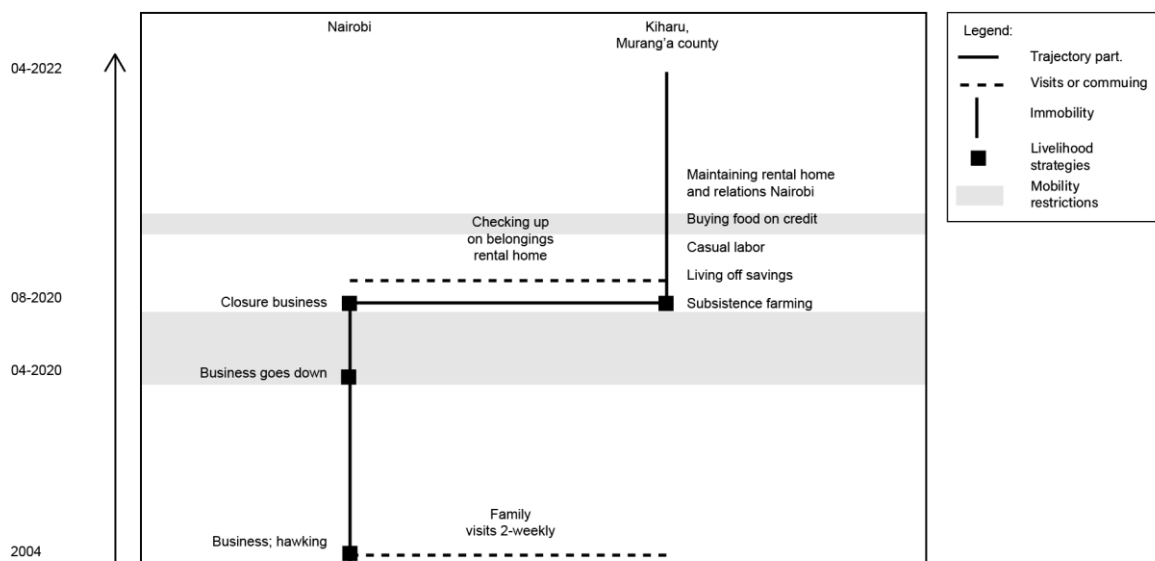 Nairobi
Kiharu,
Murang’a county
Legend:
Trajectory part.
Visits or commuing
Immobility
Livelihood
strategies
Mobility
restrictions
04-2022
Maintaining rental home
and relations Nairobi
Checking up
on belongings
rental home
Buying food on credit
Casual labor
Living off savings
08-2020
Closure business
Subsistence farming
04-2020
Business goes down
Family
visits 2-weekly
2004
Business; hawking